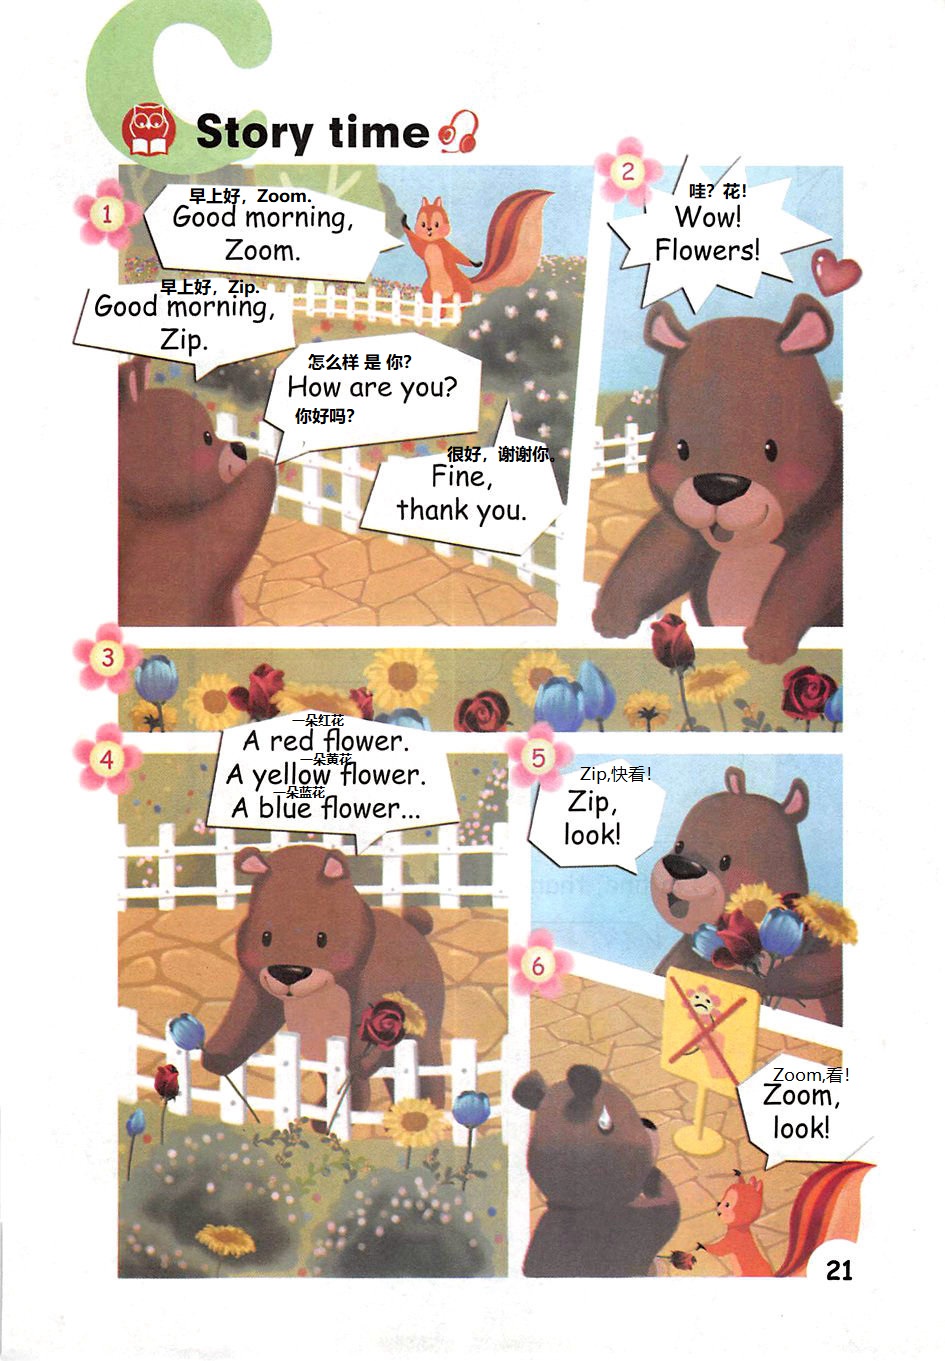 C
Story time
1
早上好，Zoom.
Good morning,
Zoom.
早上好，Zip.
Good morning,
Zip.
怎么样 是 你?
How are you?
你好吗?
很好，谢谢你。
Fine,
thank you.
2
哇? 花!
Wow!
Flowers!
3
4
一朵红花
A red flower.
一朵黄花
A yellow flower.
一朵蓝花
A blue flower...
5
Zip,快看!
Zip,
look!
6
Zoom,看!
Zoom,
look!
21